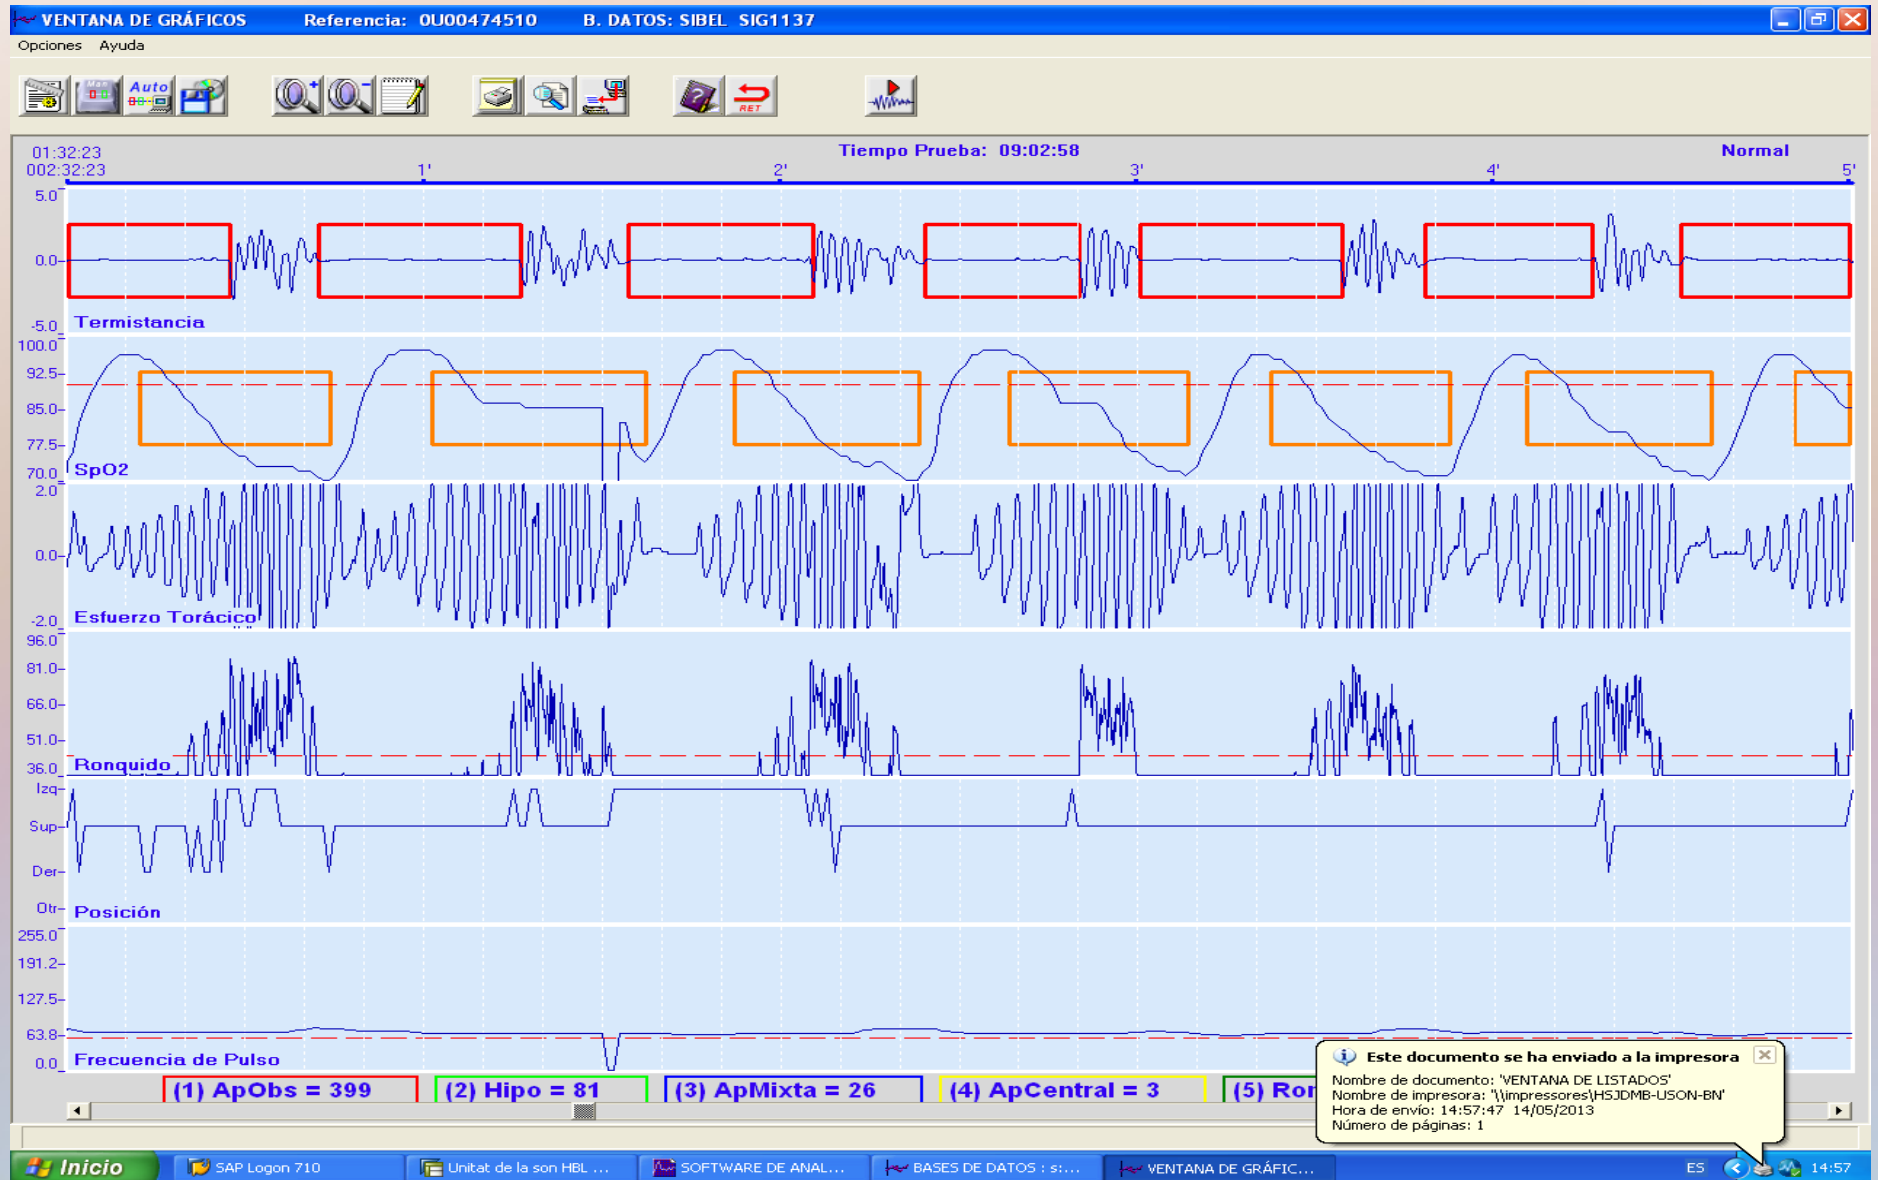 VENTANA DE GRÁFICOS Referencia: 0U00474510 B. DATOS: SIBEL SIG1137
Opciones Ayuda
Auto
RET
01:32:23 Tiempo Prueba: 09:02:58 Normal
002:32:23 1' 2' 3' 4' 5'
5.0
0.0
-5.0
Termistancia
100.0
92.5
85.0
77.5
70.0
SpO2
2.0
0.0
-2.0
Esfuerzo Torácico
96.0
81.0
66.0
51.0
36.0
Ronquido
Izq
Sup
Der
Otr
Posición
255.0
191.2
127.5
63.8
0.0
Frecuencia de Pulso
(1) ApObs = 399 (2) Hipo = 81 (3) ApMixta = 26 (4) ApCentral = 3 (5) Ror
Este documento se ha enviado a la impresora
Nombre de documento: 'VENTANA DE LISTADOS'
Nombre de impresora: '\\impressores\HSJDMB-USON-BN'
Hora de envío: 14:57:47 14/05/2013
Número de páginas: 1
Inicio SAP Logon 710 Unitat de la son HBL ... SOFTWARE DE ANAL... BASES DE DATOS : s:... VENTANA DE GRÁFIC... ES 14:57